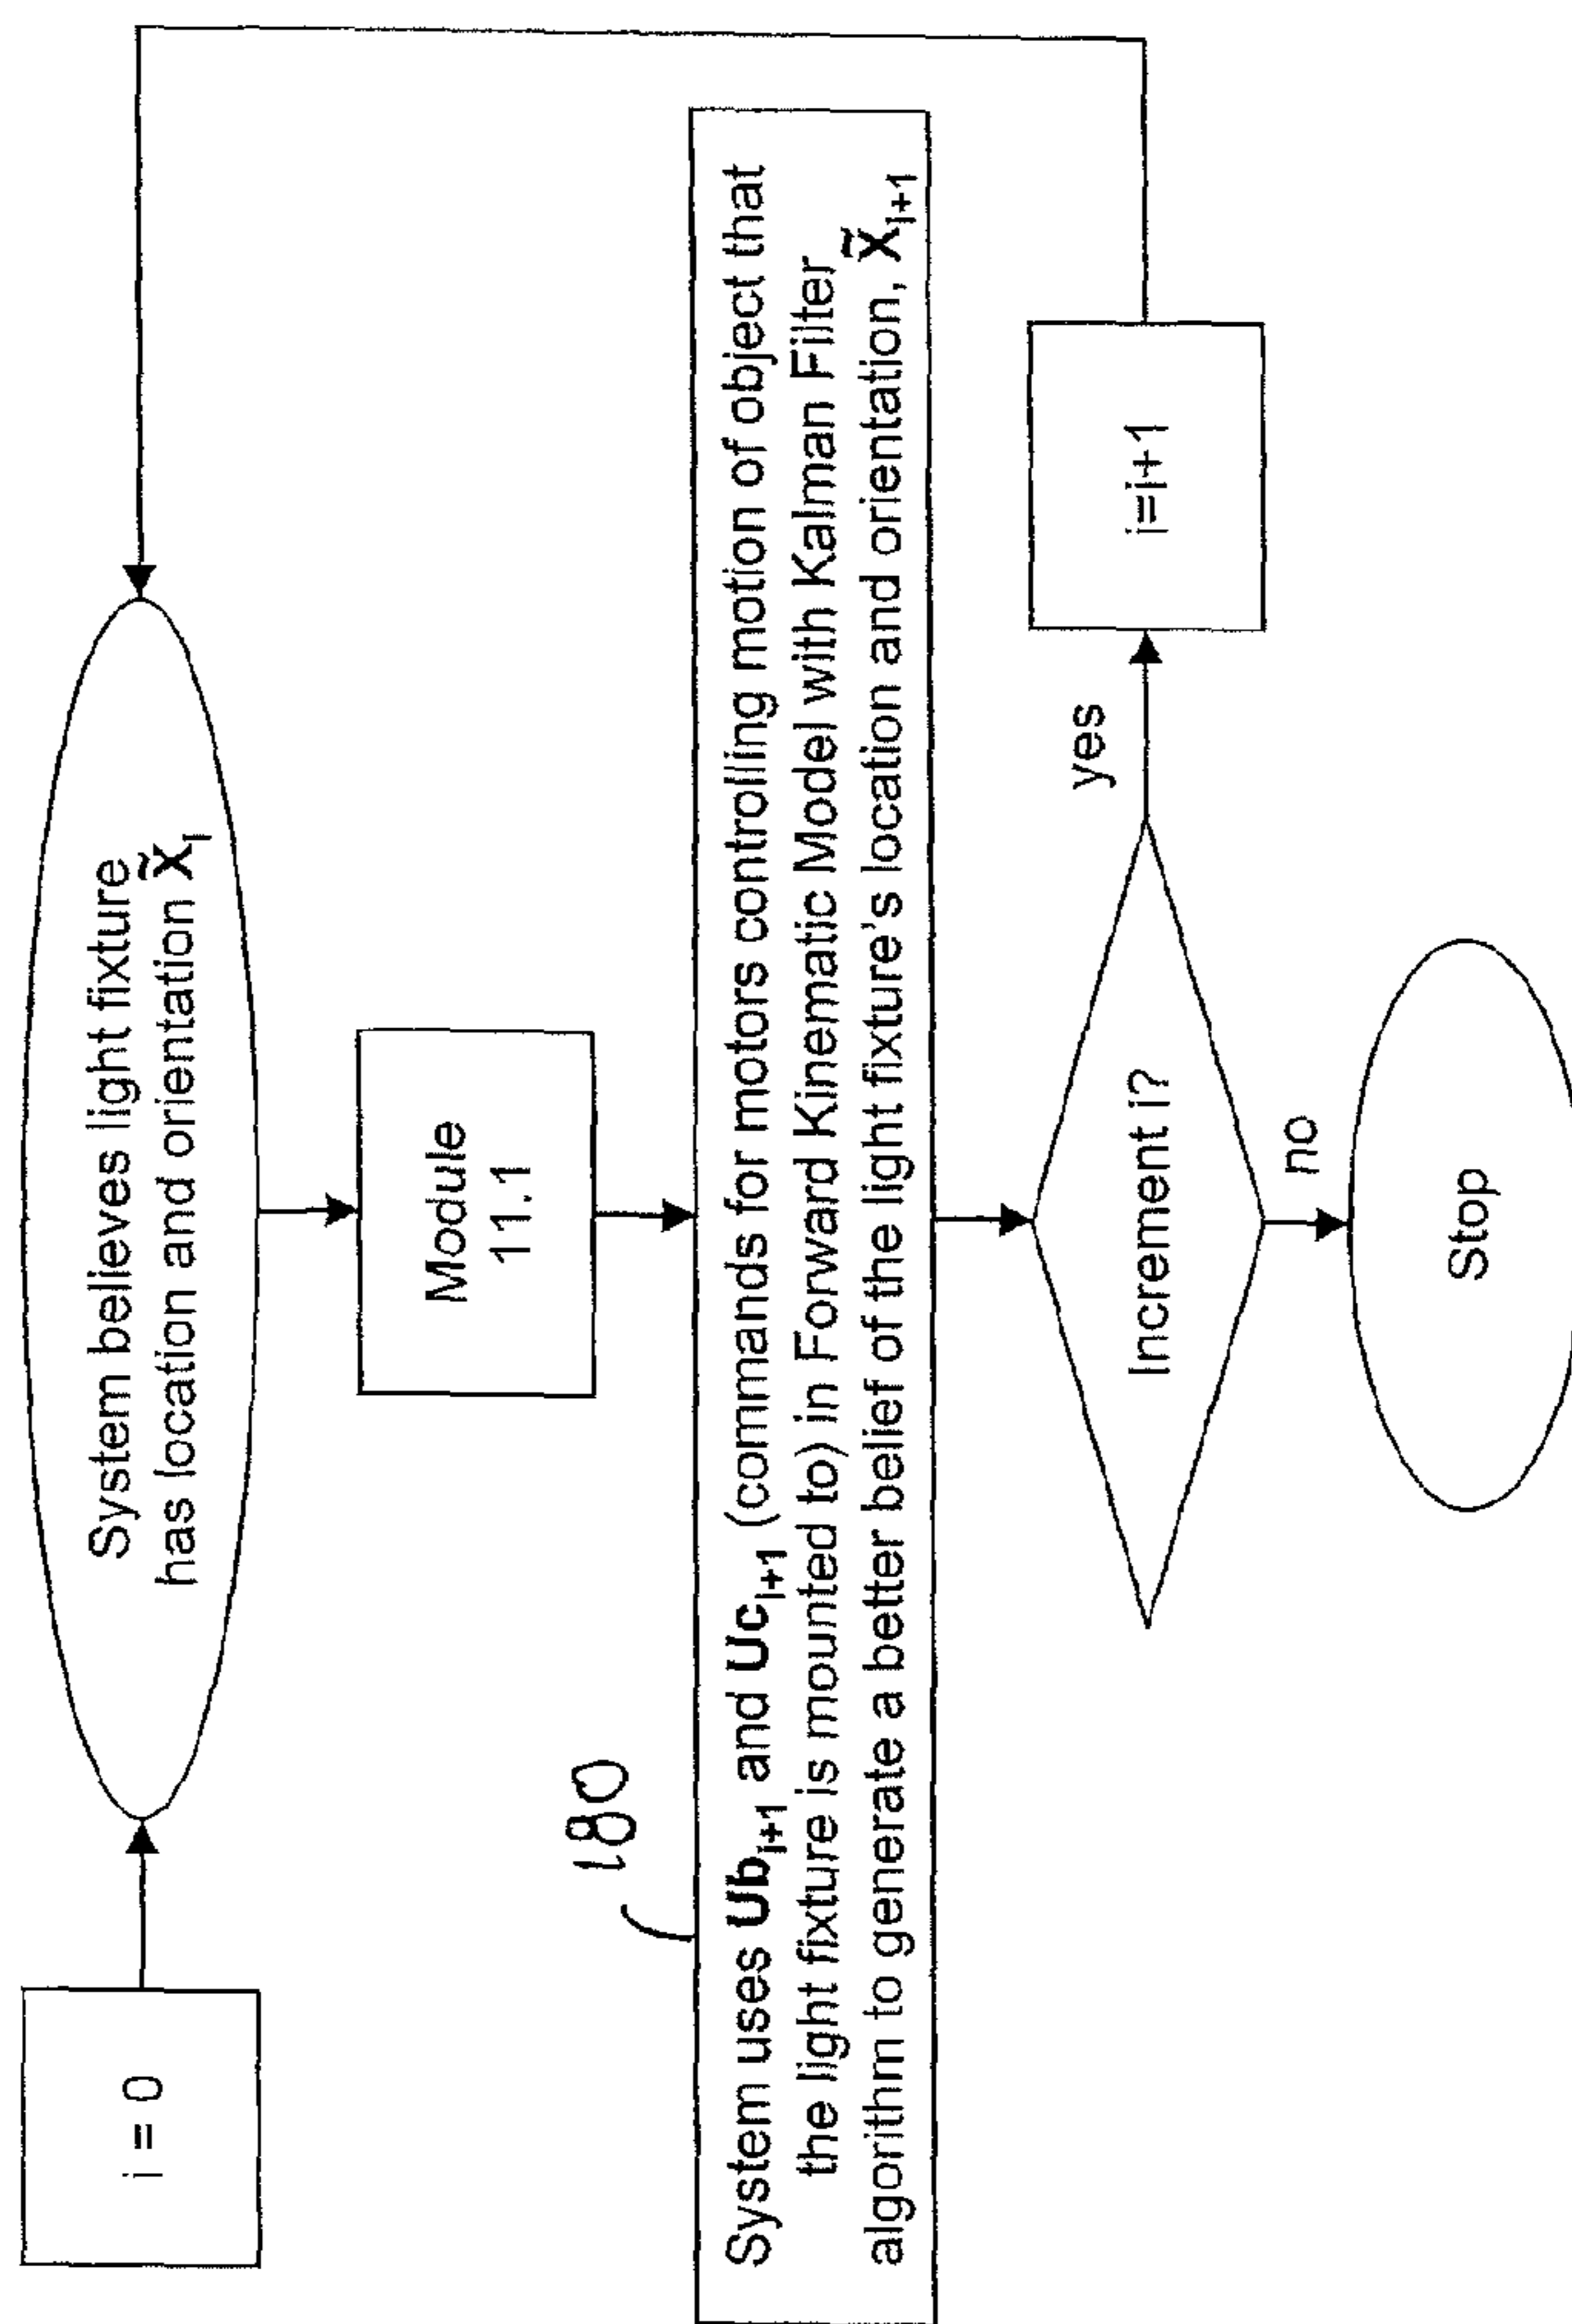 i = 0
System believes light fixture
has location and orientation x̃ᵢ
Module
11.1
180
System uses Ubᵢ₊₁ and Ucᵢ₊₁ (commands for motors controlling motion of object that
the light fixture is mounted to) in Forward Kinematic Model with Kalman Filter
algorithm to generate a better belief of the light fixture's location and orientation, x̃ᵢ₊₁
Increment i?
yes
i=i+1
no
Stop